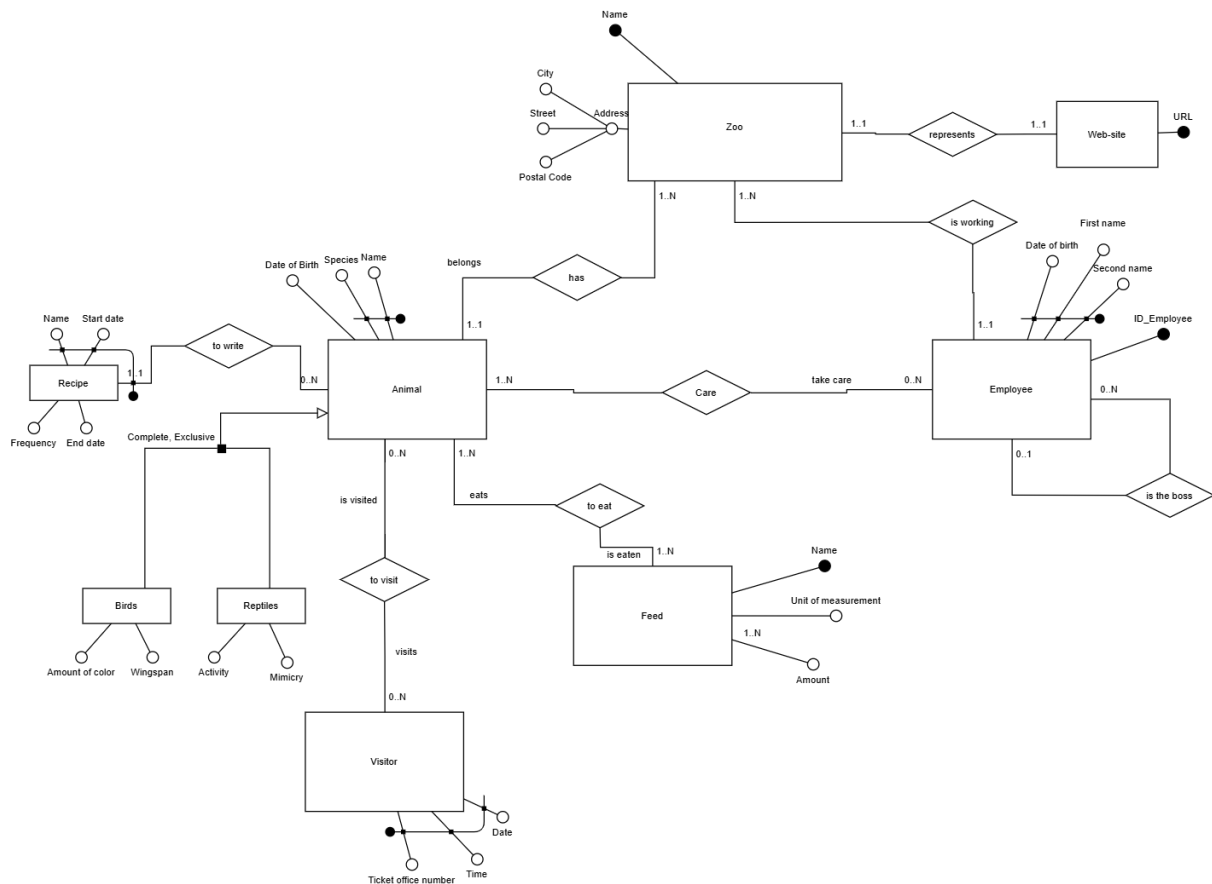 Name
City
Street
Address
Postal Code
Zoo
1..1
represents
1..1
Web-site
URL
1..N
1..N
is working
First name
Date of birth
Second name
ID_Employee
belongs
has
Date of Birth
Species
Name
1..1
1..1
Name
Start date
to write
1..1
0..N
Recipe
Frequency
End date
Animal
1..N
Care
take care
0..N
Employee
0..N
0..1
is the boss
Complete, Exclusive
0..N
1..N
is visited
eats
to eat
is eaten
1..N
to visit
Name
Feed
Unit of measurement
1..N
Amount
Birds
Reptiles
Amount of color
Wingspan
Activity
Mimicry
visits
0..N
Visitor
Date
Time
Ticket office number